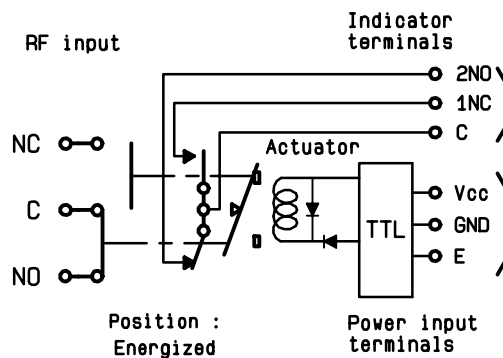 Indicator
terminals
RF input
2NO
1NC
C
NC
Actuator
C
Vcc
TTL
GND
NO
E
Position :
Energized
Power input
terminals